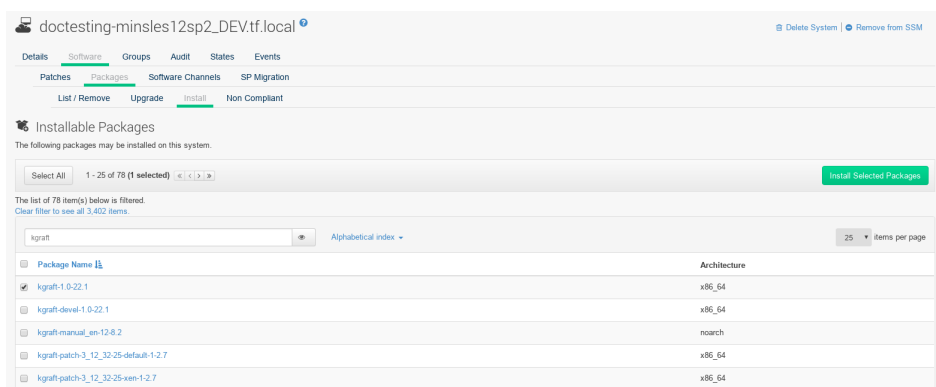 doctesting-minsles12sp2_DEV.tf.local ?
Delete System | Remove from SSM
Details Software Groups Audit States Events
Patches Packages Software Channels SP Migration
List / Remove Upgrade Install Non Compliant
Installable Packages
The following packages may be installed on this system.
Select All 1 - 25 of 78 (1 selected) « < > » Install Selected Packages
The list of 78 item(s) below is filtered.
Clear filter to see all 3,402 items.
kgraft Alphabetical index 25 items per page
Package Name Architecture
kgraft-1.0-22.1 x86_64
kgraft-devel-1.0-22.1 x86_64
kgraft-manual_en-12-8.2 noarch
kgraft-patch-3_12_32-25-default-1-2.7 x86_64
kgraft-patch-3_12_32-25-xen-1-2.7 x86_64